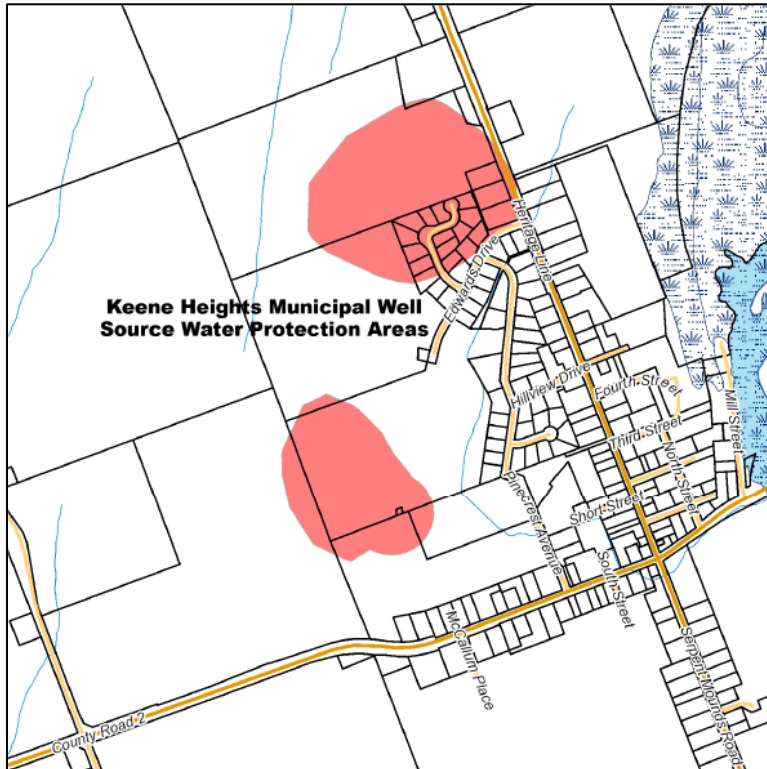 Heritage Line
Edwards Drive
Keene Heights Municipal Well
Source Water Protection Areas
Hillview Drive
Fourth Street
Mill Street
Third Street
North Street
Pinecrest Avenue
Short Street
South Street
McCallum Place
Serpent Mounds Road
County Road 2